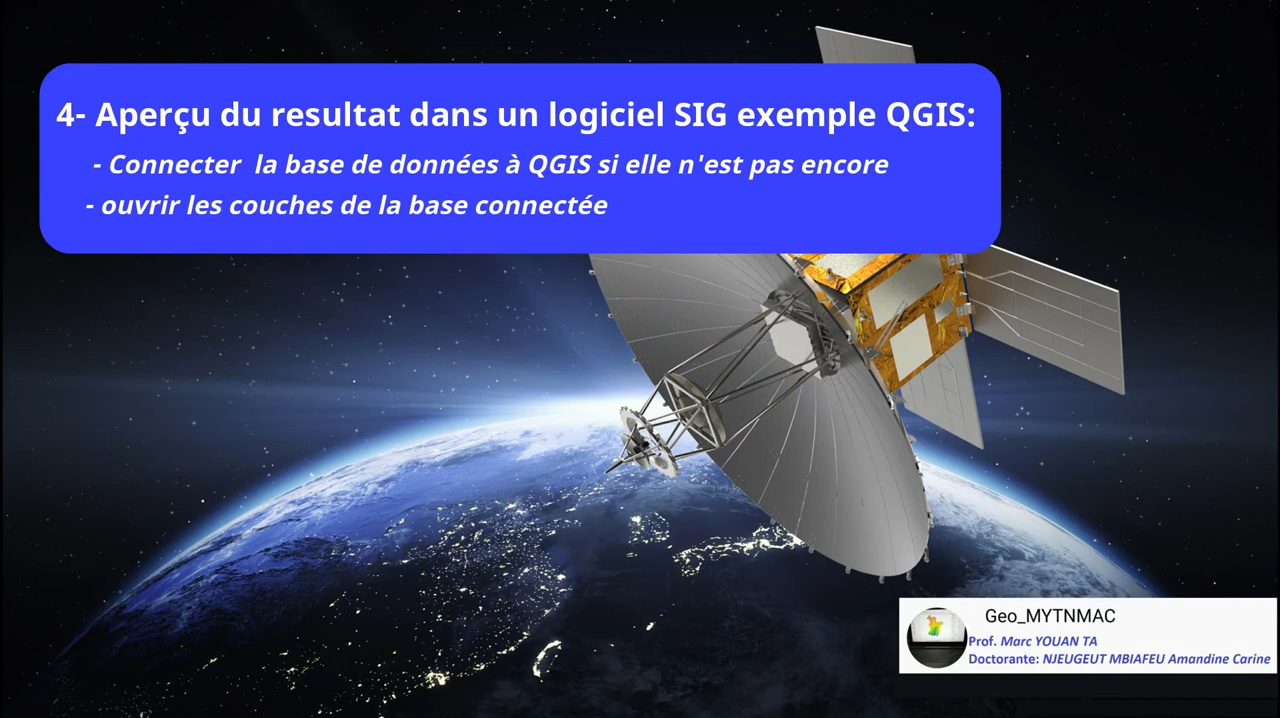 4- Aperçu du resultat dans un logiciel SIG exemple QGIS:
- Connecter  la base de données à QGIS si elle n'est pas encore
- ouvrir les couches de la base connectée
Geo_MYTNMAC
Prof. Marc YOUAN TA
Doctorante: NJEUGEUT MBIAFEU Amandine Carine